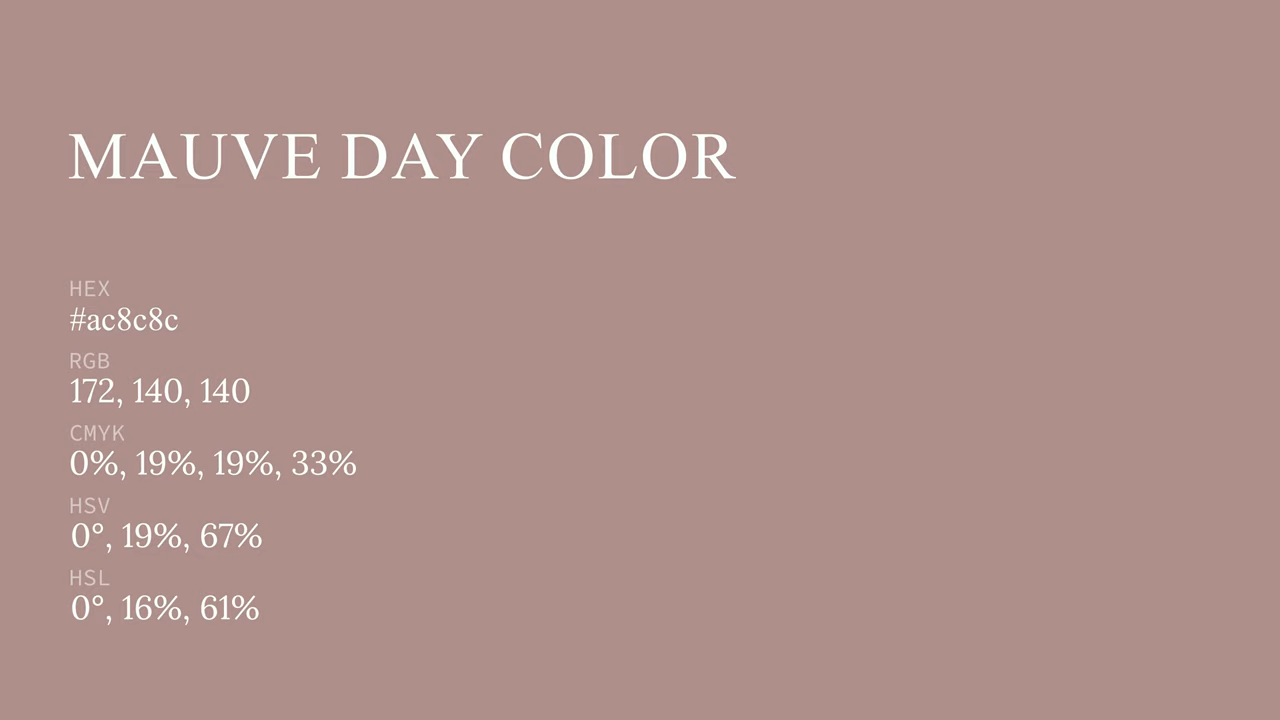 MAUVE DAY COLOR
HEX
#ac8c8c
RGB
172, 140, 140
CMYK
0%, 19%, 19%, 33%
HSV
0°, 19%, 67%
HSL
0°, 16%, 61%